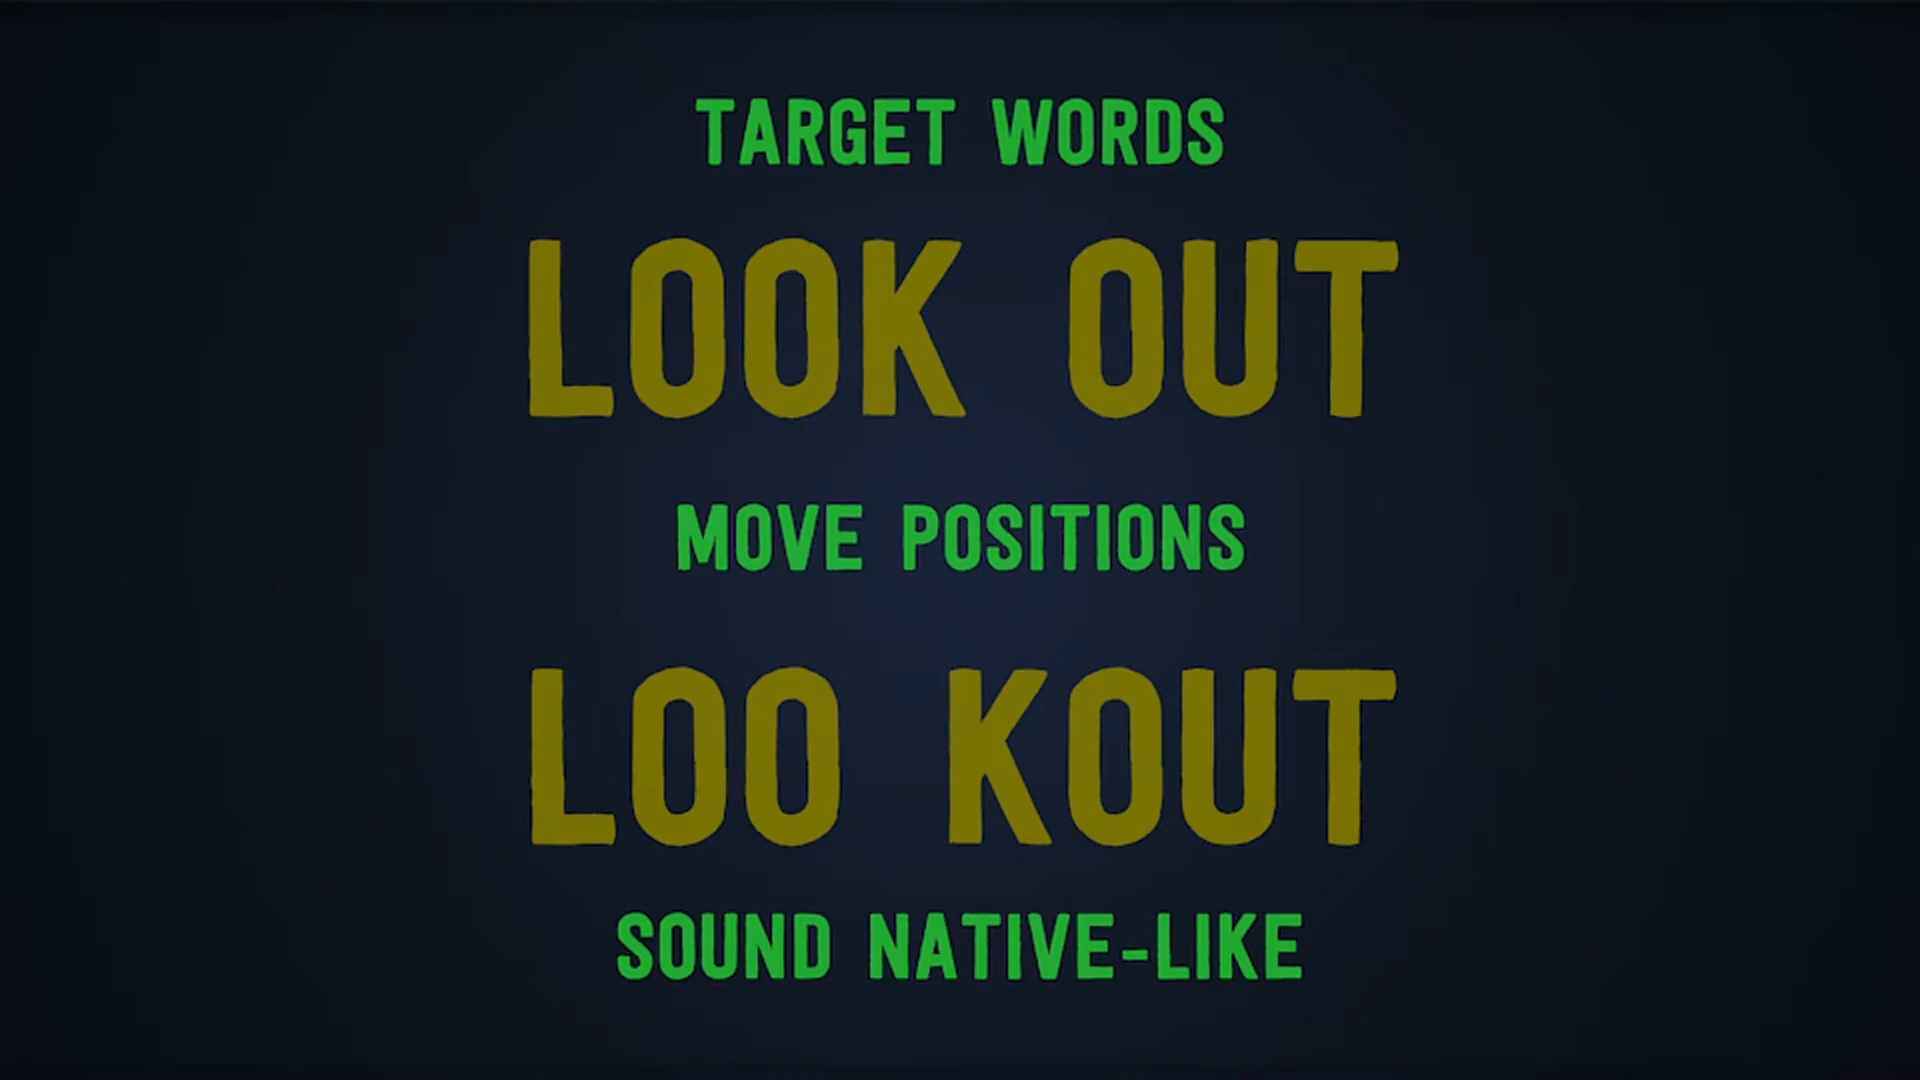 TARGET WORDS
LOOK OUT
MOVE POSITIONS
LOO KOUT
SOUND NATIVE-LIKE